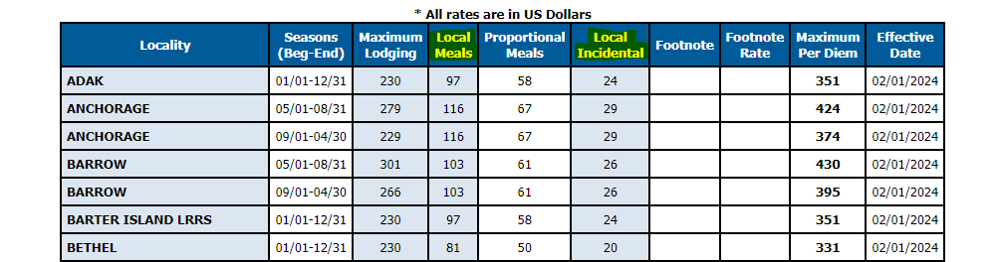 * All rates are in US Dollars
Locality Seasons (Beg-End) Maximum Lodging Local Meals Proportional Meals Local Incidental Footnote Footnote Rate Maximum Per Diem Effective Date
ADAK 01/01-12/31 230 97 58 24 351 02/01/2024
ANCHORAGE 05/01-08/31 279 116 67 29 424 02/01/2024
ANCHORAGE 09/01-04/30 229 116 67 29 374 02/01/2024
BARROW 05/01-08/31 301 103 61 26 430 02/01/2024
BARROW 09/01-04/30 266 103 61 26 395 02/01/2024
BARTER ISLAND LRRS 01/01-12/31 230 97 58 24 351 02/01/2024
BETHEL 01/01-12/31 230 81 50 20 331 02/01/2024